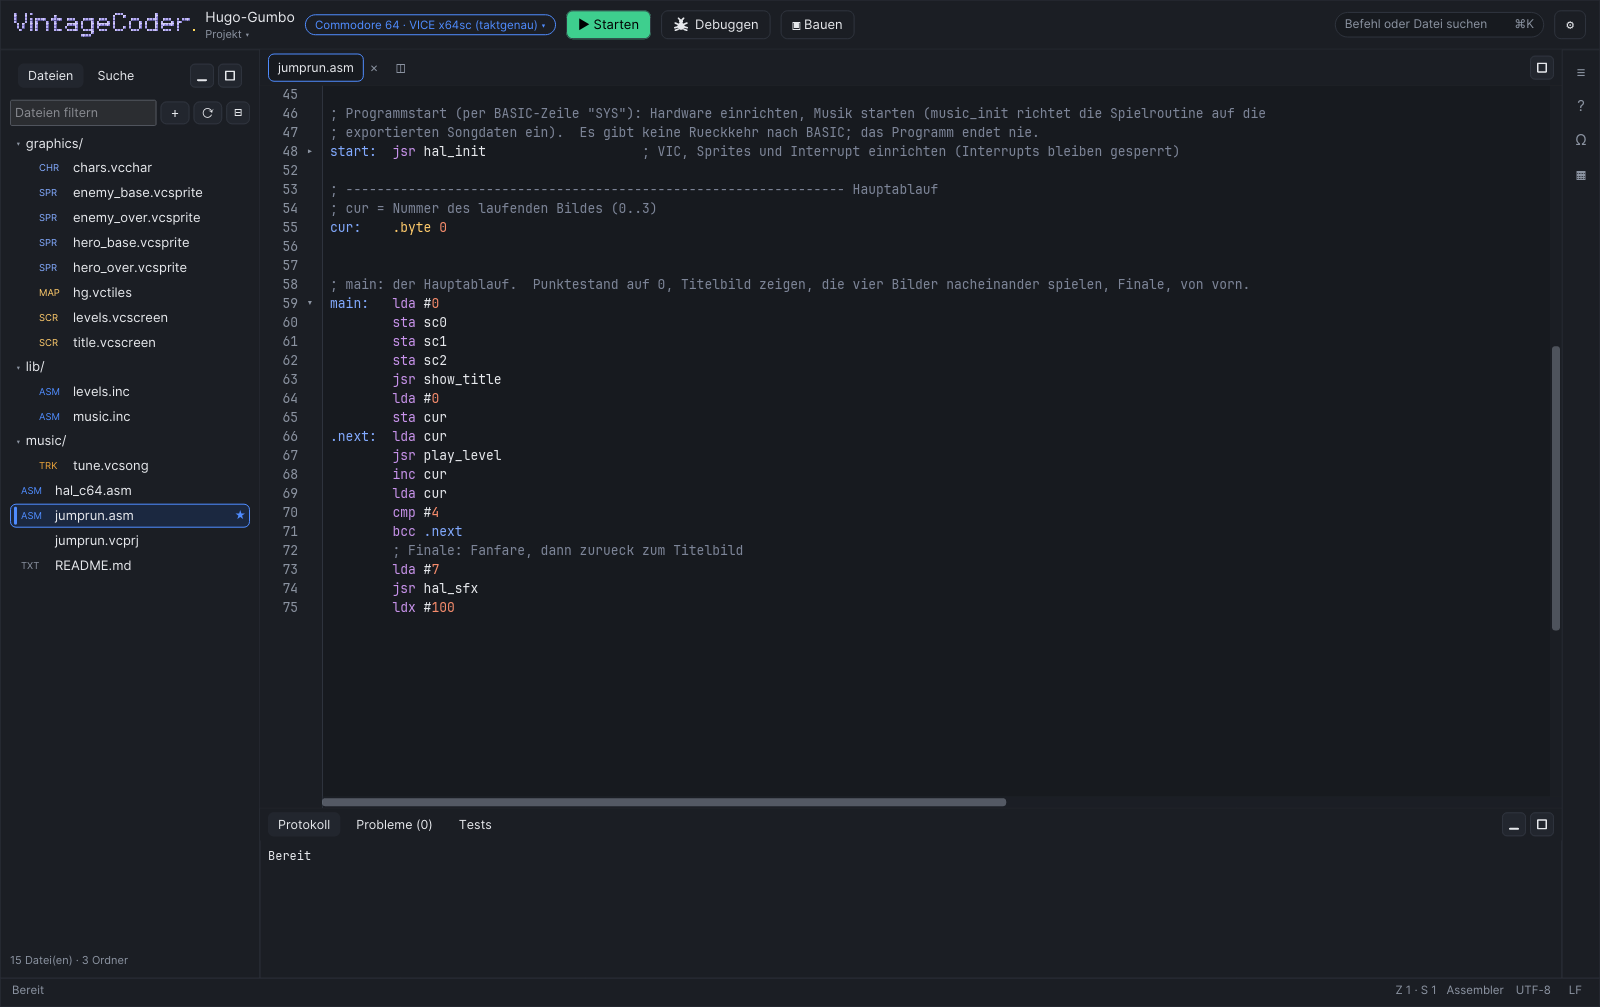 VintageCoder.
Hugo-Gumbo
Projekt
Commodore 64 · VICE x64sc (taktgenau)
Starten
Debuggen
Bauen
Befehl oder Datei suchen ⌘K
Dateien Suche
Dateien filtern
graphics/
CHR chars.vcchar
SPR enemy_base.vcsprite
SPR enemy_over.vcsprite
SPR hero_base.vcsprite
SPR hero_over.vcsprite
MAP hg.vctiles
SCR levels.vcscreen
SCR title.vcscreen
lib/
ASM levels.inc
ASM music.inc
music/
TRK tune.vcsong
ASM hal_c64.asm
ASM jumprun.asm ★
jumprun.vcprj
TXT README.md
15 Datei(en) · 3 Ordner
jumprun.asm ×
45
46 ; Programmstart (per BASIC-Zeile "SYS"): Hardware einrichten, Musik starten (music_init richtet die Spielroutine auf die
47 ; exportierten Songdaten ein).  Es gibt keine Rueckkehr nach BASIC; das Programm endet nie.
48 start:  jsr hal_init                    ; VIC, Sprites und Interrupt einrichten (Interrupts bleiben gesperrt)
52
53 ; ---------------------------------------------------------------- Hauptablauf
54 ; cur = Nummer des laufenden Bildes (0..3)
55 cur:    .byte 0
56
57
58 ; main: der Hauptablauf.  Punktestand auf 0, Titelbild zeigen, die vier Bilder nacheinander spielen, Finale, von vorn.
59 main:   lda #0
60         sta sc0
61         sta sc1
62         sta sc2
63         jsr show_title
64         lda #0
65         sta cur
66 .next:  lda cur
67         jsr play_level
68         inc cur
69         lda cur
70         cmp #4
71         bcc .next
72         ; Finale: Fanfare, dann zurueck zum Titelbild
73         lda #7
74         jsr hal_sfx
75         ldx #100
Protokoll Probleme (0) Tests
Bereit
Bereit
Z 1 · S 1 Assembler UTF-8 LF